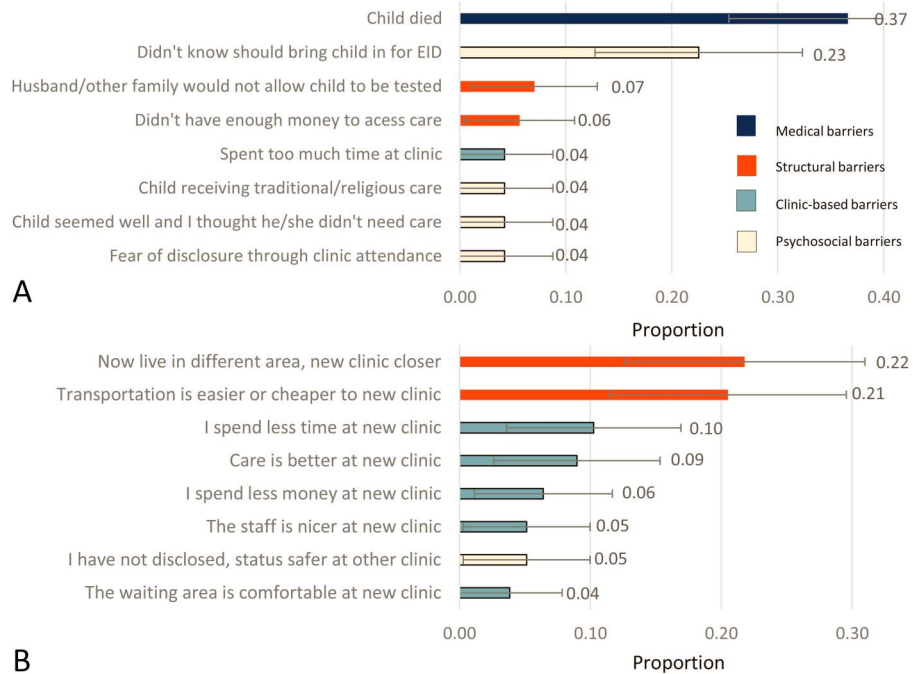 Child died 0.37
Didn't know should bring child in for EID 0.23
Husband/other family would not allow child to be tested 0.07
Didn't have enough money to acess care 0.06
Spent too much time at clinic 0.04
Child receiving traditional/religious care 0.04
Child seemed well and I thought he/she didn't need care 0.04
Fear of disclosure through clinic attendance 0.04
Medical barriers
Structural barriers
Clinic-based barriers
Psychosocial barriers
A
0.00 0.10 0.20 0.30 0.40
Proportion
Now live in different area, new clinic closer 0.22
Transportation is easier or cheaper to new clinic 0.21
I spend less time at new clinic 0.10
Care is better at new clinic 0.09
I spend less money at new clinic 0.06
The staff is nicer at new clinic 0.05
I have not disclosed, status safer at other clinic 0.05
The waiting area is comfortable at new clinic 0.04
0.00 0.10 0.20 0.30
B
Proportion